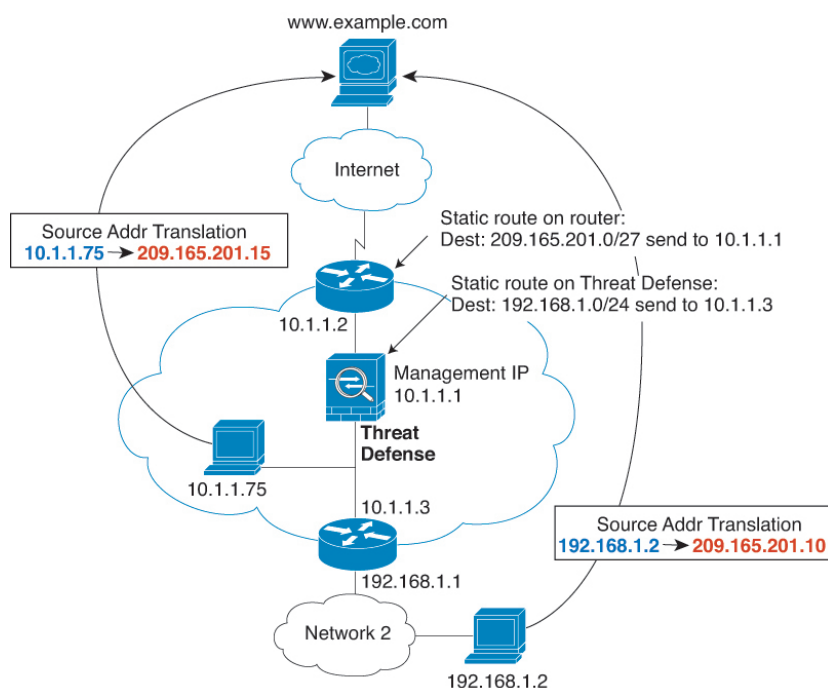 www.example.com
Internet
Source Addr Translation
10.1.1.75 → 209.165.201.15
Static route on router:
Dest: 209.165.201.0/27 send to 10.1.1.1
Static route on Threat Defense:
Dest: 192.168.1.0/24 send to 10.1.1.3
10.1.1.2
Management IP
10.1.1.1
Threat
Defense
10.1.1.75
10.1.1.3
Source Addr Translation
192.168.1.2 → 209.165.201.10
192.168.1.1
Network 2
192.168.1.2